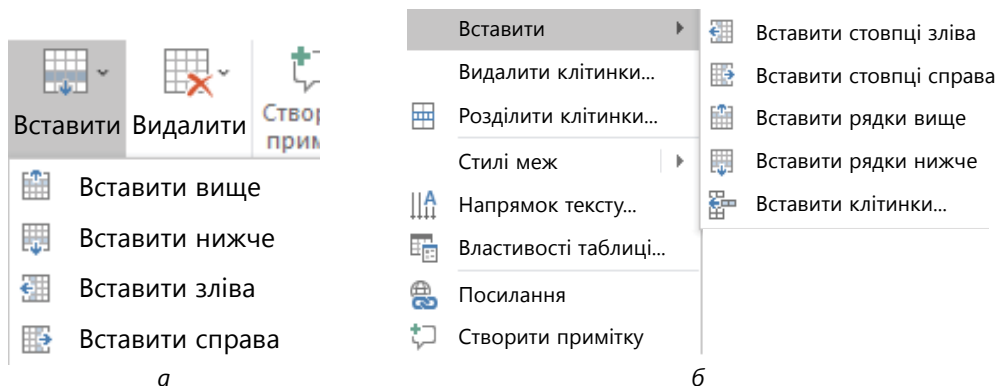 Вставити
Видалити
Вставити вище
Вставити нижче
Вставити зліва
Вставити справа
а
Вставити
Видалити клітинки...
Розділити клітинки...
Стилі меж
Напрямок тексту...
Властивості таблиці...
Посилання
Створити примітку
Вставити стовпці зліва
Вставити стовпці справа
Вставити рядки вище
Вставити рядки нижче
Вставити клітинки...
б